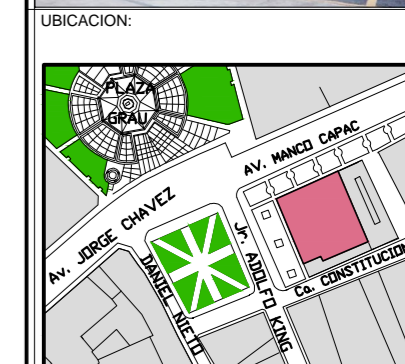 UBICACION:
PLAZA
GRAU
AV. MANCO CAPAC
Av. JORGE CHAVEZ
Jr. ADOLFO KING
DANIEL NIETO
Ca. CONSTITUCION